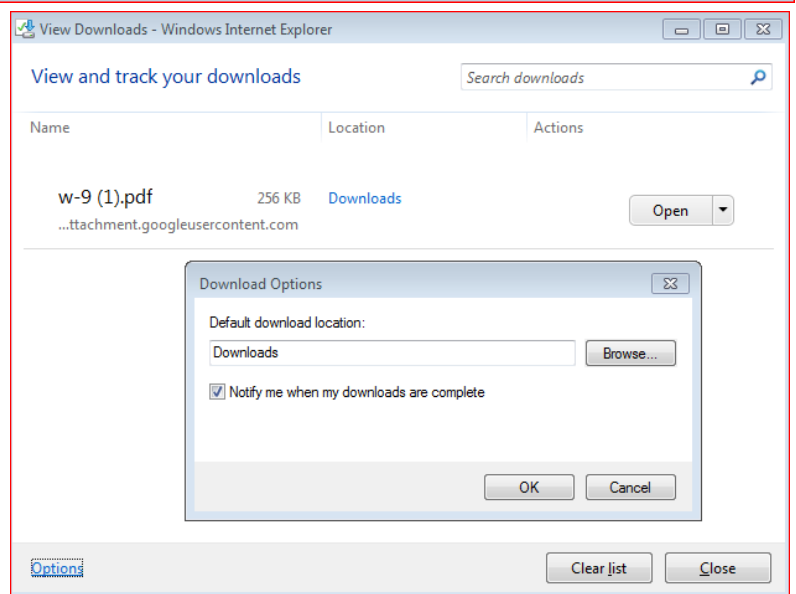 View Downloads - Windows Internet Explorer
View and track your downloads
Search downloads
Name Location Actions
w-9 (1).pdf 256 KB Downloads
Open
...ttachment.googleusercontent.com
Download Options
Default download location:
Downloads Browse...
Notify me when my downloads are complete
OK Cancel
Options Clear list Close